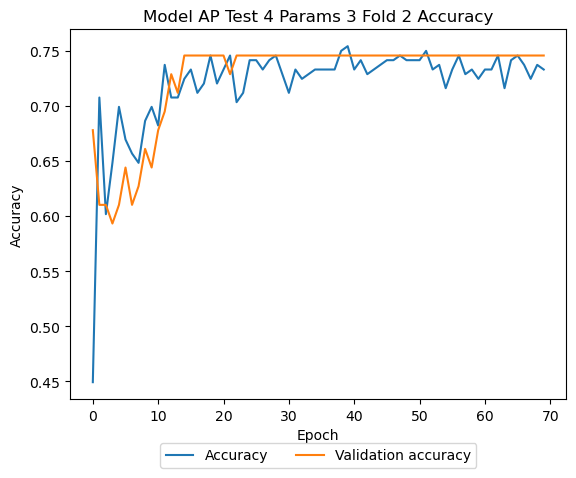 Model AP Test 4 Params 3 Fold 2 Accuracy
Accuracy
0.75
0.70
0.65
0.60
0.55
0.50
0.45
0 10 20 30 40 50 60 70
Epoch
Accuracy Validation accuracy